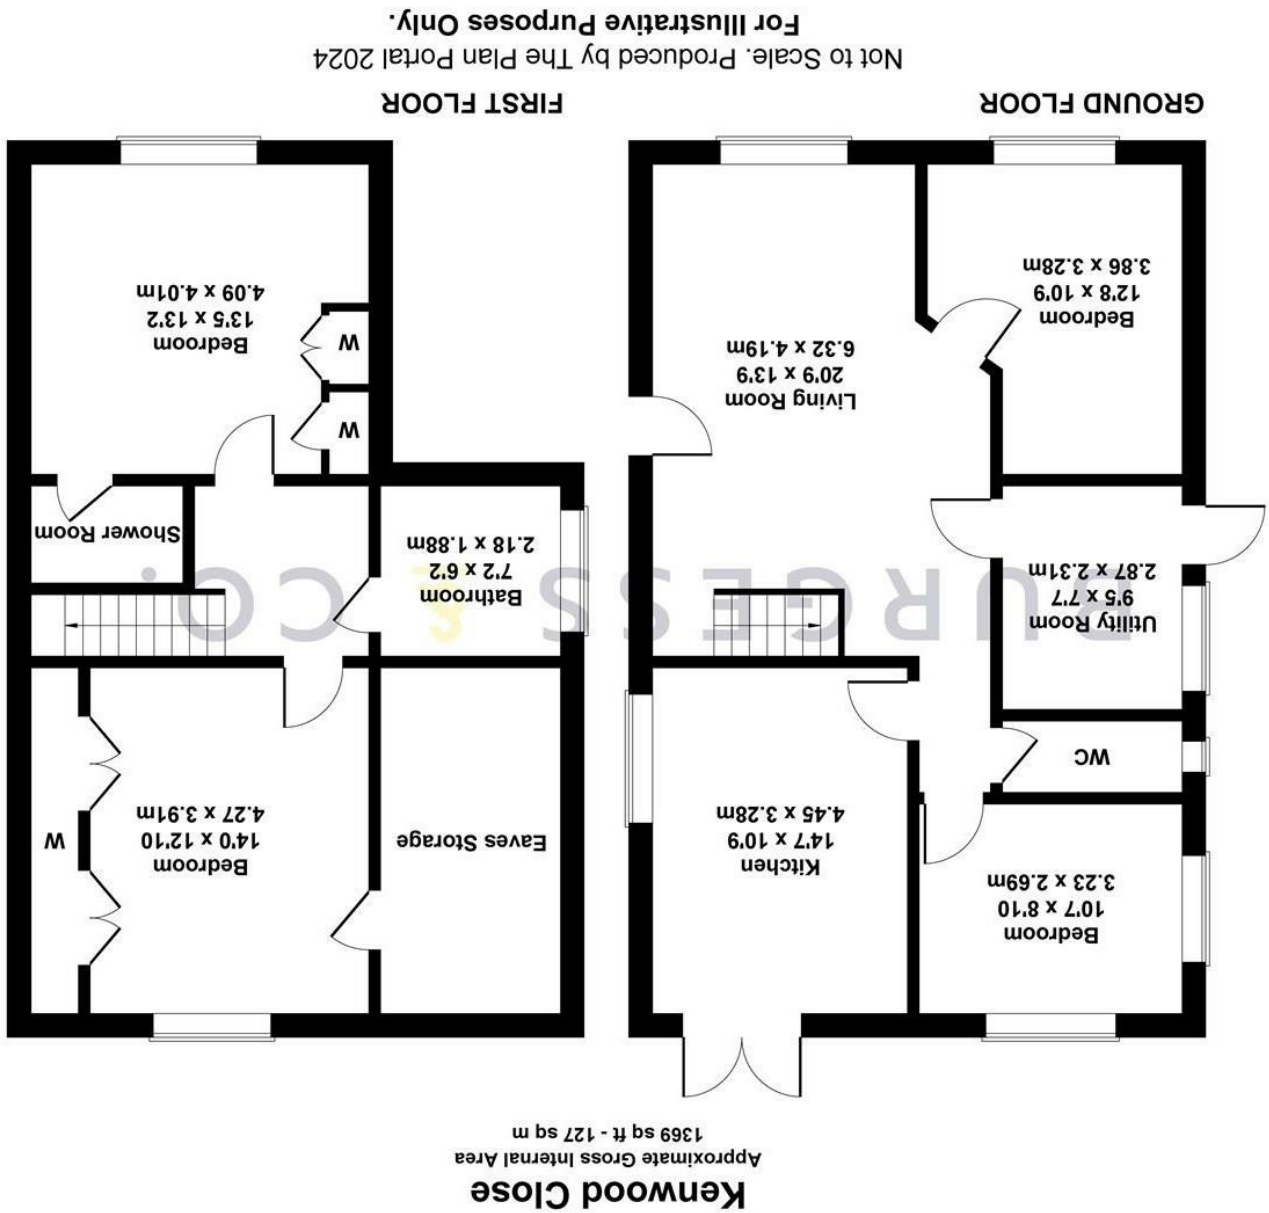 Kenwood Close
Approximate Gross Internal Area
1369 sq ft - 127 sq m
Bedroom
10'7 x 8'10
3.23 x 2.69m
Kitchen
14'7 x 10'9
4.45 x 3.28m
WC
Utility Room
9'5 x 7'7
2.87 x 2.31m
Living Room
20'9 x 13'9
6.32 x 4.19m
Bedroom
12'8 x 10'9
3.86 x 3.28m
Eaves Storage
Bedroom
14'0 x 12'10
4.27 x 3.91m
W
Bathroom
7'2 x 6'2
2.18 x 1.88m
Shower Room
W
W
Bedroom
13'5 x 13'2
4.09 x 4.01m
BURGESS & CO.
GROUND FLOOR
FIRST FLOOR
Not to Scale. Produced by The Plan Portal 2024
For Illustrative Purposes Only.